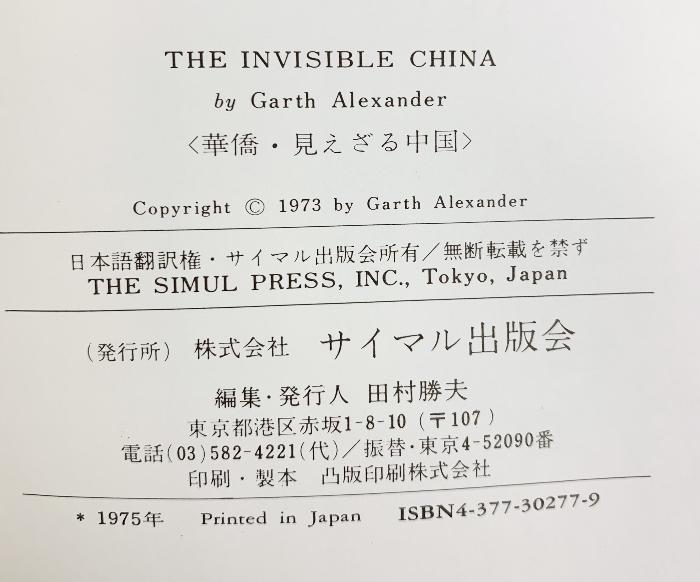 THE INVISIBLE CHINA
by Garth Alexander
〈華僑・見えざる中国〉
Copyright © 1973 by Garth Alexander
日本語翻訳権・サイマル出版会所有／無断転載を禁ず
THE SIMUL PRESS, INC., Tokyo, Japan
(発行所) 株式会社 サイマル出版会
編集・発行人 田村勝夫
東京都港区赤坂1-8-10 (〒107)
電話(03)582-4221(代)／振替・東京4-52090番
印刷・製本 凸版印刷株式会社
* 1975年 Printed in Japan ISBN4-377-30277-9